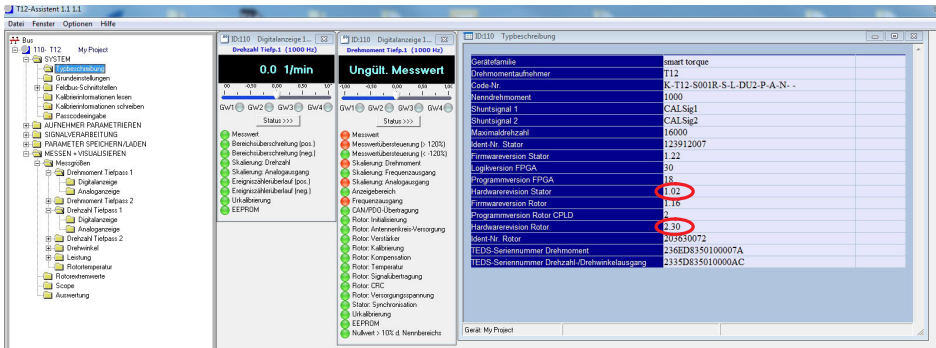 T12-Assistent 1.1 1.1
Datei Fenster Optionen Hilfe
Bus
110- T12 My Project
SYSTEM
Typbeschreibung
Grundeinstellungen
Feldbus-Schnittstellen
Kalibrierinformationen lesen
Kalibrierinformationen schreiben
Passcodeeingabe
AUFNEHMER PARAMETRIEREN
SIGNALVERARBEITUNG
PARAMETER SPEICHERN/LADEN
MESSEN + VISUALISIEREN
Messgrößen
Drehmoment Tiefpass 1
Digitalanzeige
Analoganzeige
Drehmoment Tiefpass 2
Drehzahl Tiefpass 1
Digitalanzeige
Analoganzeige
Drehzahl Tiefpass 2
Drehwinkel
Leistung
Rotortemperatur
Rotorextremwerte
Scope
Auswertung
ID:110 Digitalanzeige 1...
Drehzahl Tiefp.1 (1000 Hz)
0.0 1/min
GW1 GW2 GW3 GW4
Status >>>
Messwert
Bereichsüberschreitung (pos.)
Bereichsüberschreitung (neg.)
Skalierung: Drehzahl
Skalierung: Analogausgang
Ereigniszählerüberlauf (pos.)
Ereigniszählerüberlauf (neg.)
Urkalibrierung
EEPROM
ID:110 Digitalanzeige 1...
Drehmoment Tiefp.1 (1000 Hz)
Ungült. Messwert
GW1 GW2 GW3 GW4
Status >>>
Messwert
Messwertübersteuerung (> 120%)
Messwertübersteuerung (< -120%)
Skalierung: Drehmoment
Skalierung: Frequenzausgang
Skalierung: Analogausgang
Anzeigebereich
Frequenzausgang
CAN/PDO-Übertragung
Rotor: Initialisierung
Rotor: Antennenkreis-Versorgung
Rotor: Verstärker
Rotor: Kalibrierung
Rotor: Kompensation
Rotor: Temperatur
Rotor: Signalübertragung
Rotor: CRC
Rotor: Versorgungsspannung
Stator: Synchronisation
Urkalibrierung
EEPROM
Nullwert > 10% d. Nennbereichs
ID:110 Typbeschreibung
Gerätefamilie smart torque
Drehmomentaufnehmer T12
Code-Nr. K-T12-S001R-S-L-DU2-P-A-N- -
Nenndrehmoment 1000
Shuntsignal 1 CALSig1
Shuntsignal 2 CALSig2
Maximaldrehzahl 16000
Ident-Nr. Stator 123912007
Firmwareversion Stator 1.22
Logikversion FPGA 30
Programmversion FPGA 18
Hardwarerevision Stator 1.02
Firmwareversion Rotor 1.16
Programmversion Rotor CPLD 2
Hardwarerevision Rotor 2.30
Ident-Nr. Rotor 203630072
TEDS-Seriennummer Drehmoment 236ED8350100007A
TEDS-Seriennummer Drehzahl-/Drehwinkelausgang 2335D835010000AC
Gerät: My Project